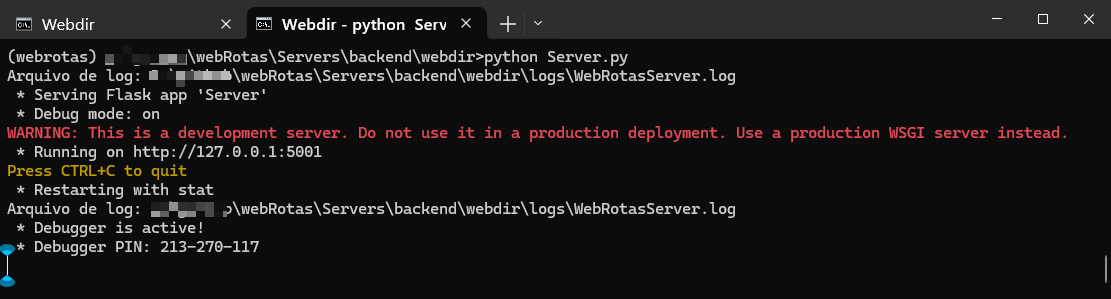 Webdir
Webdir - python Serv
(webrotas) \webRotas\Servers\backend\webdir>python Server.py
Arquivo de log: \webRotas\Servers\backend\webdir\logs\WebRotasServer.log
* Serving Flask app 'Server'
* Debug mode: on
WARNING: This is a development server. Do not use it in a production deployment. Use a production WSGI server instead.
* Running on http://127.0.0.1:5001
Press CTRL+C to quit
* Restarting with stat
Arquivo de log: \webRotas\Servers\backend\webdir\logs\WebRotasServer.log
* Debugger is active!
* Debugger PIN: 213-270-117